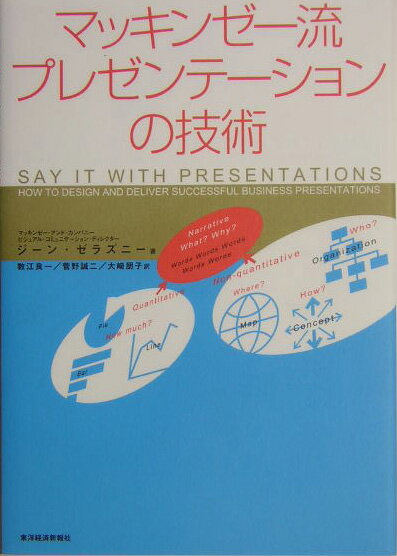 マッキンゼー流
プレゼンテーション
の技術
SAY IT WITH PRESENTATIONS
HOW TO DESIGN AND DELIVER SUCCESSFUL BUSINESS PRESENTATIONS
マッキンゼー・アンド・カンパニー
ビジュアル・コミュニケーション・ディレクター
ジーン・ゼラズニー 著
数江良一／菅野誠二／大崎朋子 訳
Narrative
What? Why?
Words Words Words
Words Words
Who?
Organization
Non-quantitative
Where?
How?
Map
Concept
Quantitative
Pie
How much?
Line
Bar
東洋経済新報社